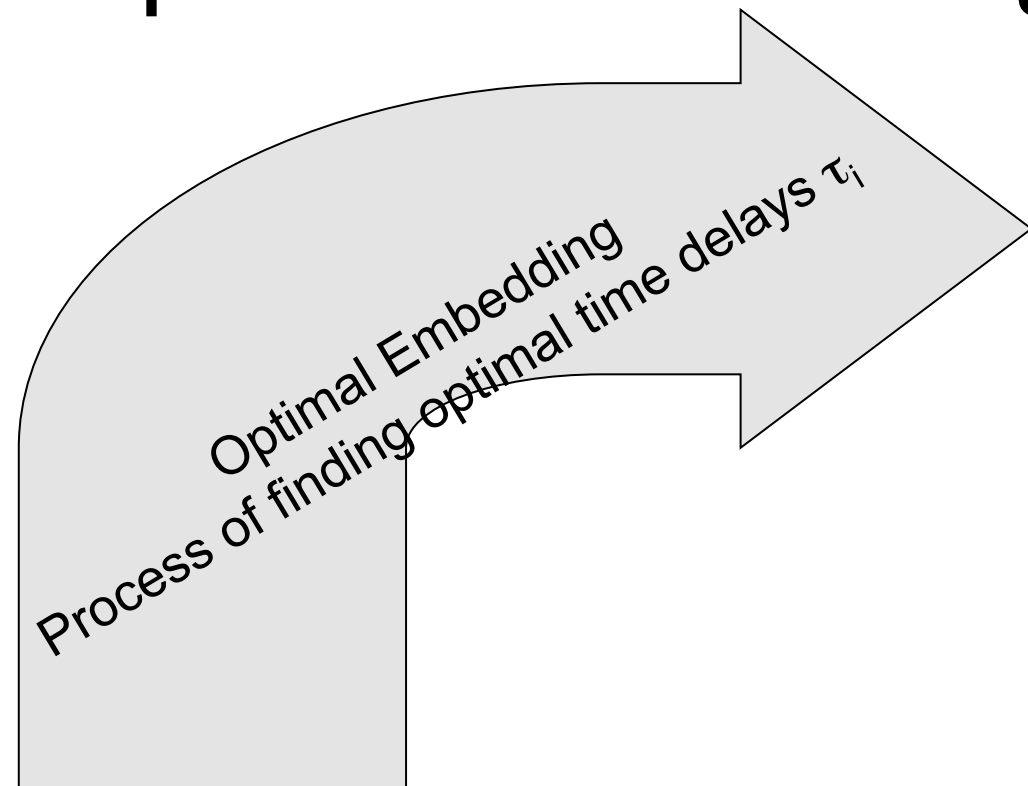 Optimal Embedding
Process of finding optimal time delays τi